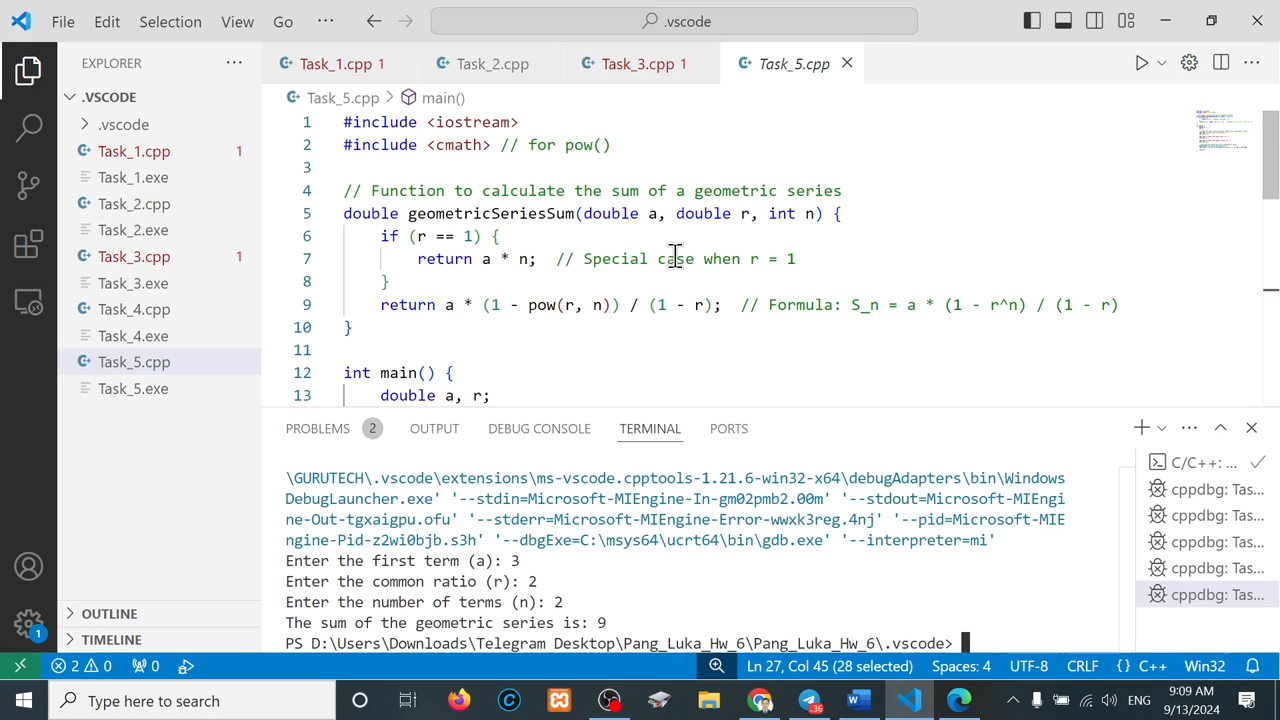 File Edit Selection View Go ··· .vscode
EXPLORER ···
Task_1.cpp 1 Task_2.cpp Task_3.cpp 1 Task_5.cpp
.VSCODE
Task_5.cpp > main()
.vscode
Task_1.cpp 1
Task_1.exe
Task_2.cpp
Task_2.exe
Task_3.cpp 1
Task_3.exe
Task_4.cpp
Task_4.exe
Task_5.cpp
Task_5.exe
OUTLINE
TIMELINE
1 #include <iostream>
2 #include <cmath> // for pow()
3
4 // Function to calculate the sum of a geometric series
5 double geometricSeriesSum(double a, double r, int n) {
6 if (r == 1) {
7 return a * n; // Special case when r = 1
8 }
9 return a * (1 - pow(r, n)) / (1 - r); // Formula: S_n = a * (1 - r^n) / (1 - r)
10 }
11
12 int main() {
13 double a, r;
PROBLEMS 2 OUTPUT DEBUG CONSOLE TERMINAL PORTS
\GURUTECH\.vscode\extensions\ms-vscode.cpptools-1.21.6-win32-x64\debugAdapters\bin\Windows
DebugLauncher.exe' '--stdin=Microsoft-MIEngine-In-gm02pmb2.00m' '--stdout=Microsoft-MIEngi
ne-Out-tgxaigpu.ofu' '--stderr=Microsoft-MIEngine-Error-wwxk3reg.4nj' '--pid=Microsoft-MIE
ngine-Pid-z2wi0bjb.s3h' '--dbgExe=C:\msys64\ucrt64\bin\gdb.exe' '--interpreter=mi'
Enter the first term (a): 3
Enter the common ratio (r): 2
Enter the number of terms (n): 2
The sum of the geometric series is: 9
PS D:\Users\Downloads\Telegram Desktop\Pang_Luka_Hw_6\Pang_Luka_Hw_6\.vscode>
C/C++: ...
cppdbg: Tas...
cppdbg: Tas...
cppdbg: Tas...
cppdbg: Tas...
cppdbg: Tas...
1
2 0 0 Ln 27, Col 45 (28 selected) Spaces: 4 UTF-8 CRLF {} C++ Win32
Type here to search
36
ENG
9:09 AM
9/13/2024